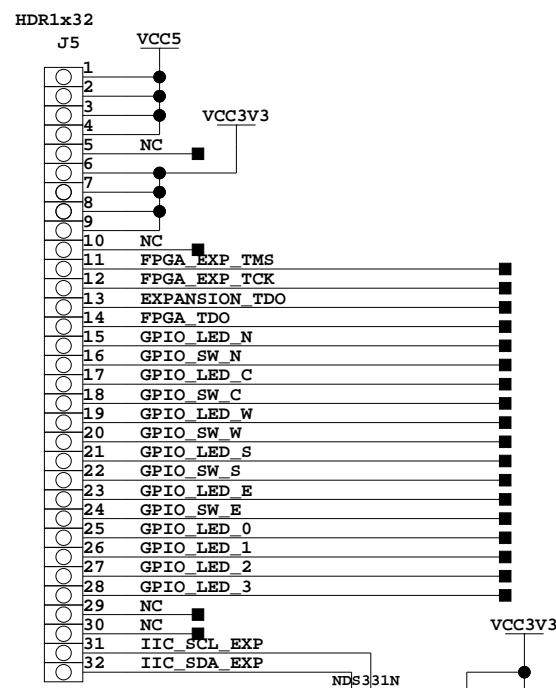 HDR1x32
J5
VCC5
1
2
3
VCC3V3
4
5 NC
6
7
8
9
10 NC
11 FPGA_EXP_TMS
12 FPGA_EXP_TCK
13 EXPANSION_TDO
14 FPGA_TDO
15 GPIO_LED_N
16 GPIO_SW_N
17 GPIO_LED_C
18 GPIO_SW_C
19 GPIO_LED_W
20 GPIO_SW_W
21 GPIO_LED_S
22 GPIO_SW_S
23 GPIO_LED_E
24 GPIO_SW_E
25 GPIO_LED_0
26 GPIO_LED_1
27 GPIO_LED_2
28 GPIO_LED_3
29 NC
30 NC
VCC3V3
31 IIC_SCL_EXP
32 IIC_SDA_EXP
NDS331N